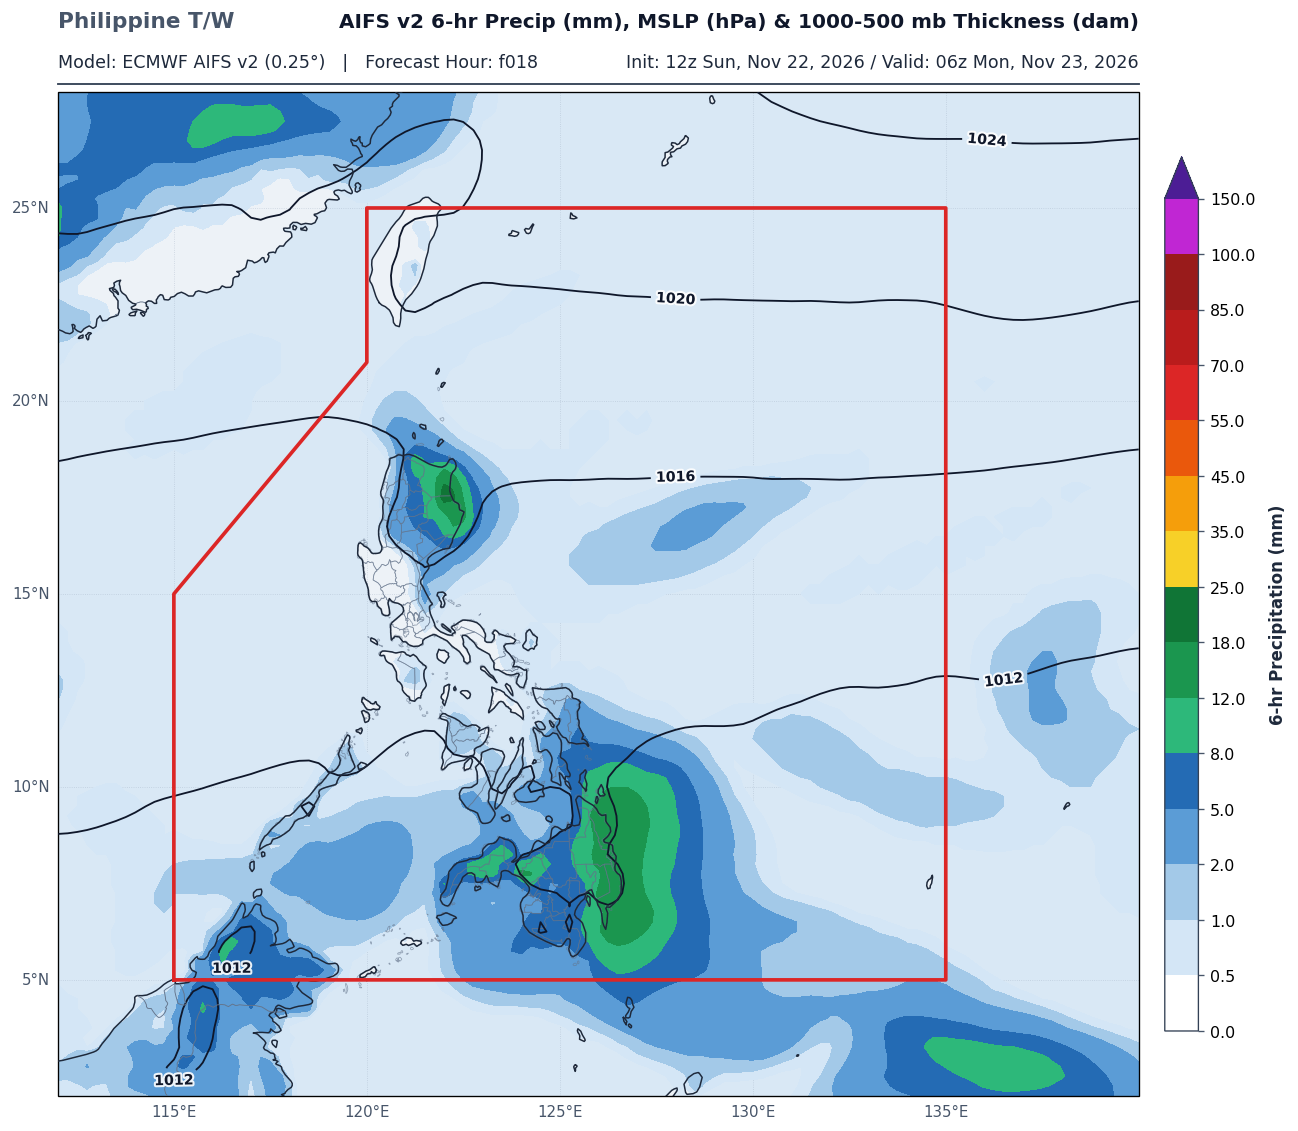 Philippine T/W
AIFS v2 6-hr Precip (mm), MSLP (hPa) & 1000-500 mb Thickness (dam)
Model: ECMWF AIFS v2 (0.25°) | Forecast Hour: f018
Init: 12z Sun, Nov 22, 2026 / Valid: 06z Mon, Nov 23, 2026
1024
1020
1016
1012
1012
1012
25°N
20°N
15°N
10°N
5°N
115°E
120°E
125°E
130°E
135°E
150.0
100.0
85.0
70.0
55.0
45.0
35.0
25.0
18.0
12.0
8.0
5.0
2.0
1.0
0.5
0.0
6-hr Precipitation (mm)